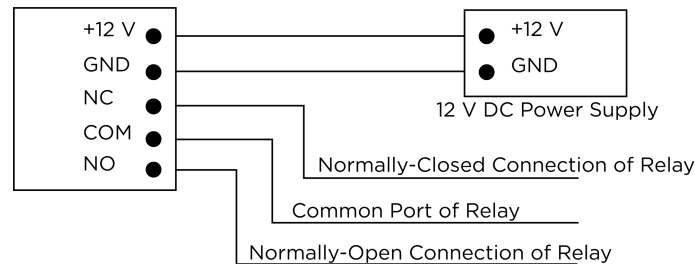 +12 V
GND
NC
COM
NO
+12 V
GND
12 V DC Power Supply
Normally-Closed Connection of Relay
Common Port of Relay
Normally-Open Connection of Relay